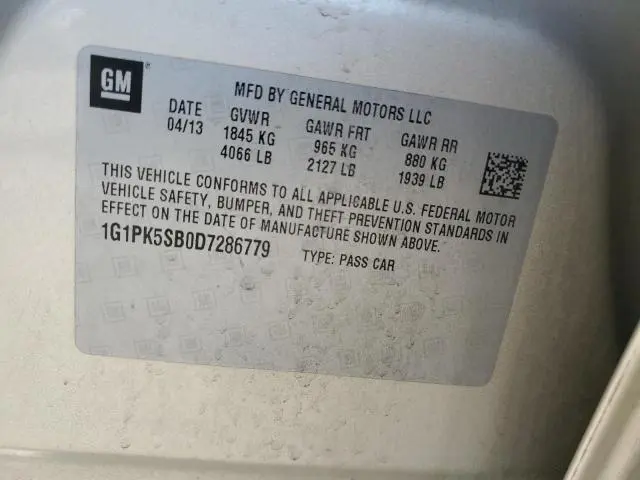 GM
MFD BY GENERAL MOTORS LLC
DATE GVWR GAWR FRT GAWR RR
04/13 1845 KG 965 KG 880 KG
4066 LB 2127 LB 1939 LB
THIS VEHICLE CONFORMS TO ALL APPLICABLE U.S. FEDERAL MOTOR
VEHICLE SAFETY, BUMPER, AND THEFT PREVENTION STANDARDS IN
EFFECT ON THE DATE OF MANUFACTURE SHOWN ABOVE.
1G1PK5SB0D7286779 TYPE: PASS CAR